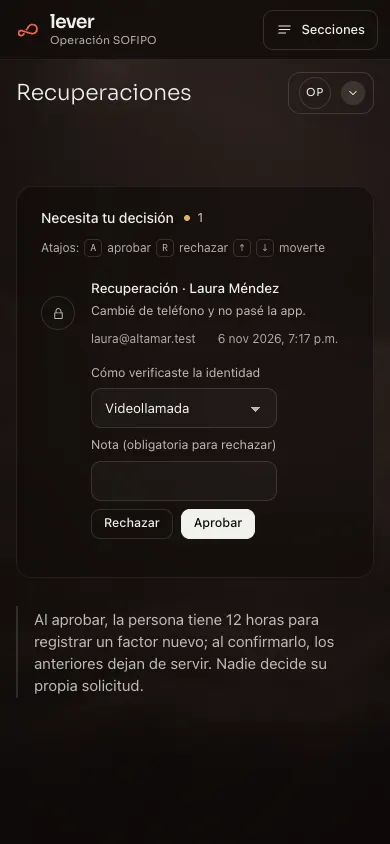 lever
Operación SOFIPO
Secciones
Recuperaciones
OP
Necesita tu decisión • 1
Atajos: A aprobar R rechazar ↑ ↓ moverte
Recuperación · Laura Méndez
Cambié de teléfono y no pasé la app.
laura@altamar.test 6 nov 2026, 7:17 p.m.
Cómo verificaste la identidad
Videollamada
Nota (obligatoria para rechazar)
Rechazar Aprobar
Al aprobar, la persona tiene 12 horas para
registrar un factor nuevo; al confirmarlo, los
anteriores dejan de servir. Nadie decide su
propia solicitud.